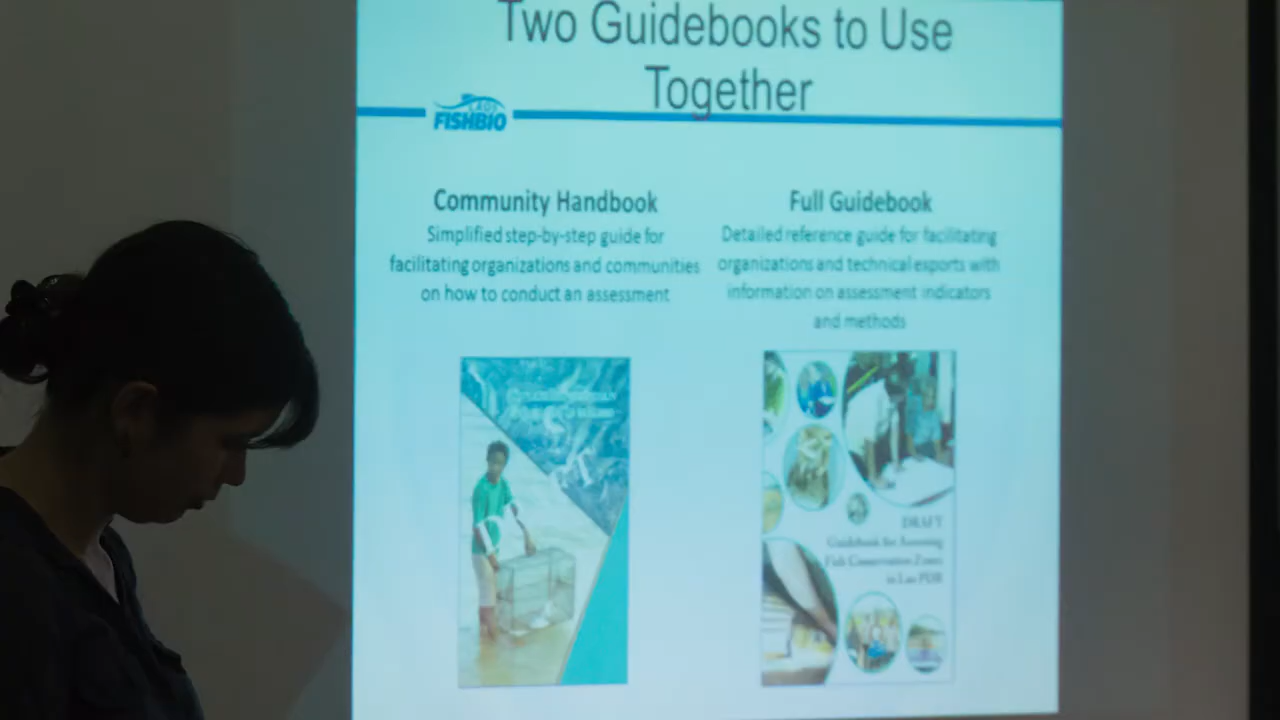 Two Guidebooks to Use
Together
LAOS
FISHBIO
Community Handbook
Simplified step-by-step guide for
facilitating organizations and communities
on how to conduct an assessment
Full Guidebook
Detailed reference guide for facilitating
organizations and technical experts with
information on assessment indicators
and methods
DRAFT
Guidebook for Assessing
Fish Conservation Zones
in Lao PDR